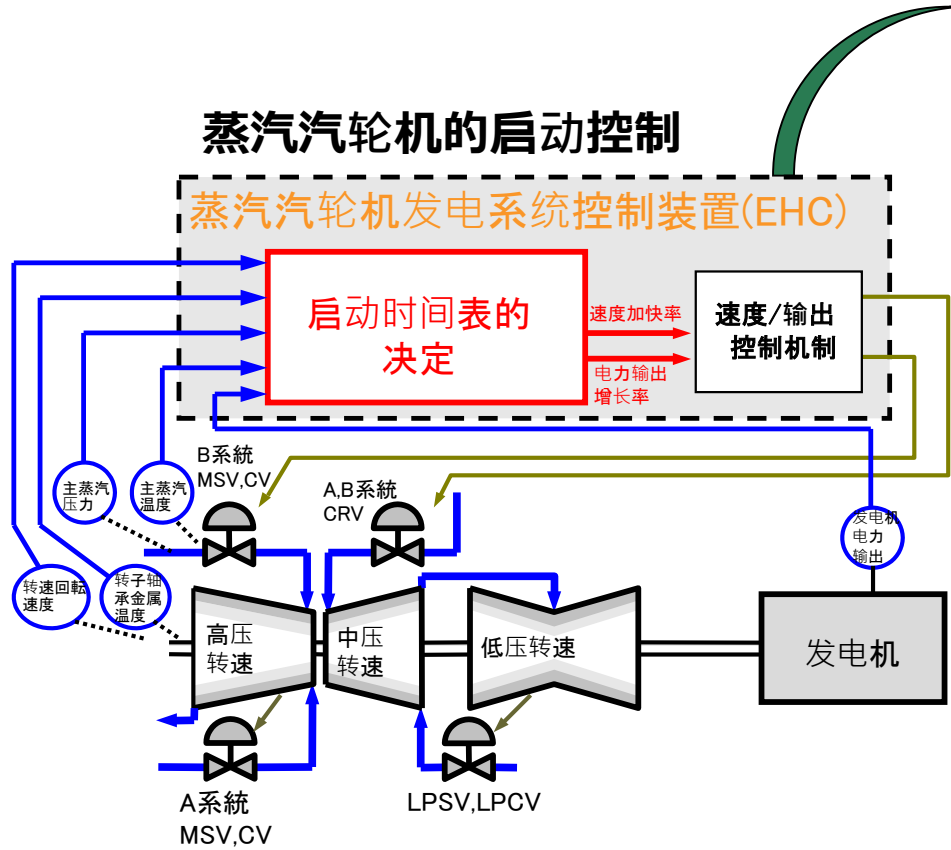 蒸汽汽轮机的启动控制
蒸汽汽轮机发电系统控制装置(EHC)
启动时间表的
决定
速度加快率
电力输出
增长率
速度/输出
控制机制
B系統
MSV,CV
A,B系統
CRV
主蒸汽
压力
主蒸汽
温度
发电机
电力
输出
转速回転
速度
转子轴
承金属
温度
高压
转速
中压
转速
低压转速
发电机
A系統
MSV,CV
LPSV,LPCV